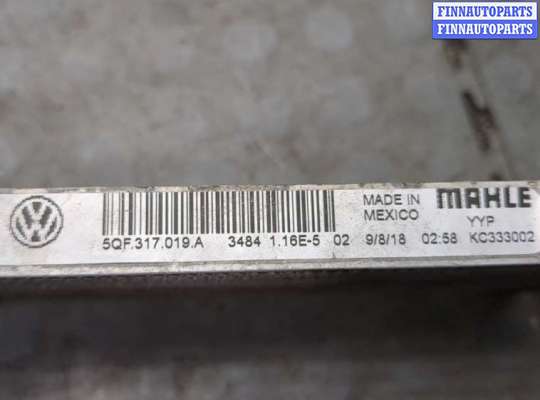 FINNAUTOPARTS
FINNAUTOPARTS
MADE IN MAHLE
MEXICO YYP
5QF.317.019.A 3484 1.16E-5 02 9/8/18 02:58 KC333002